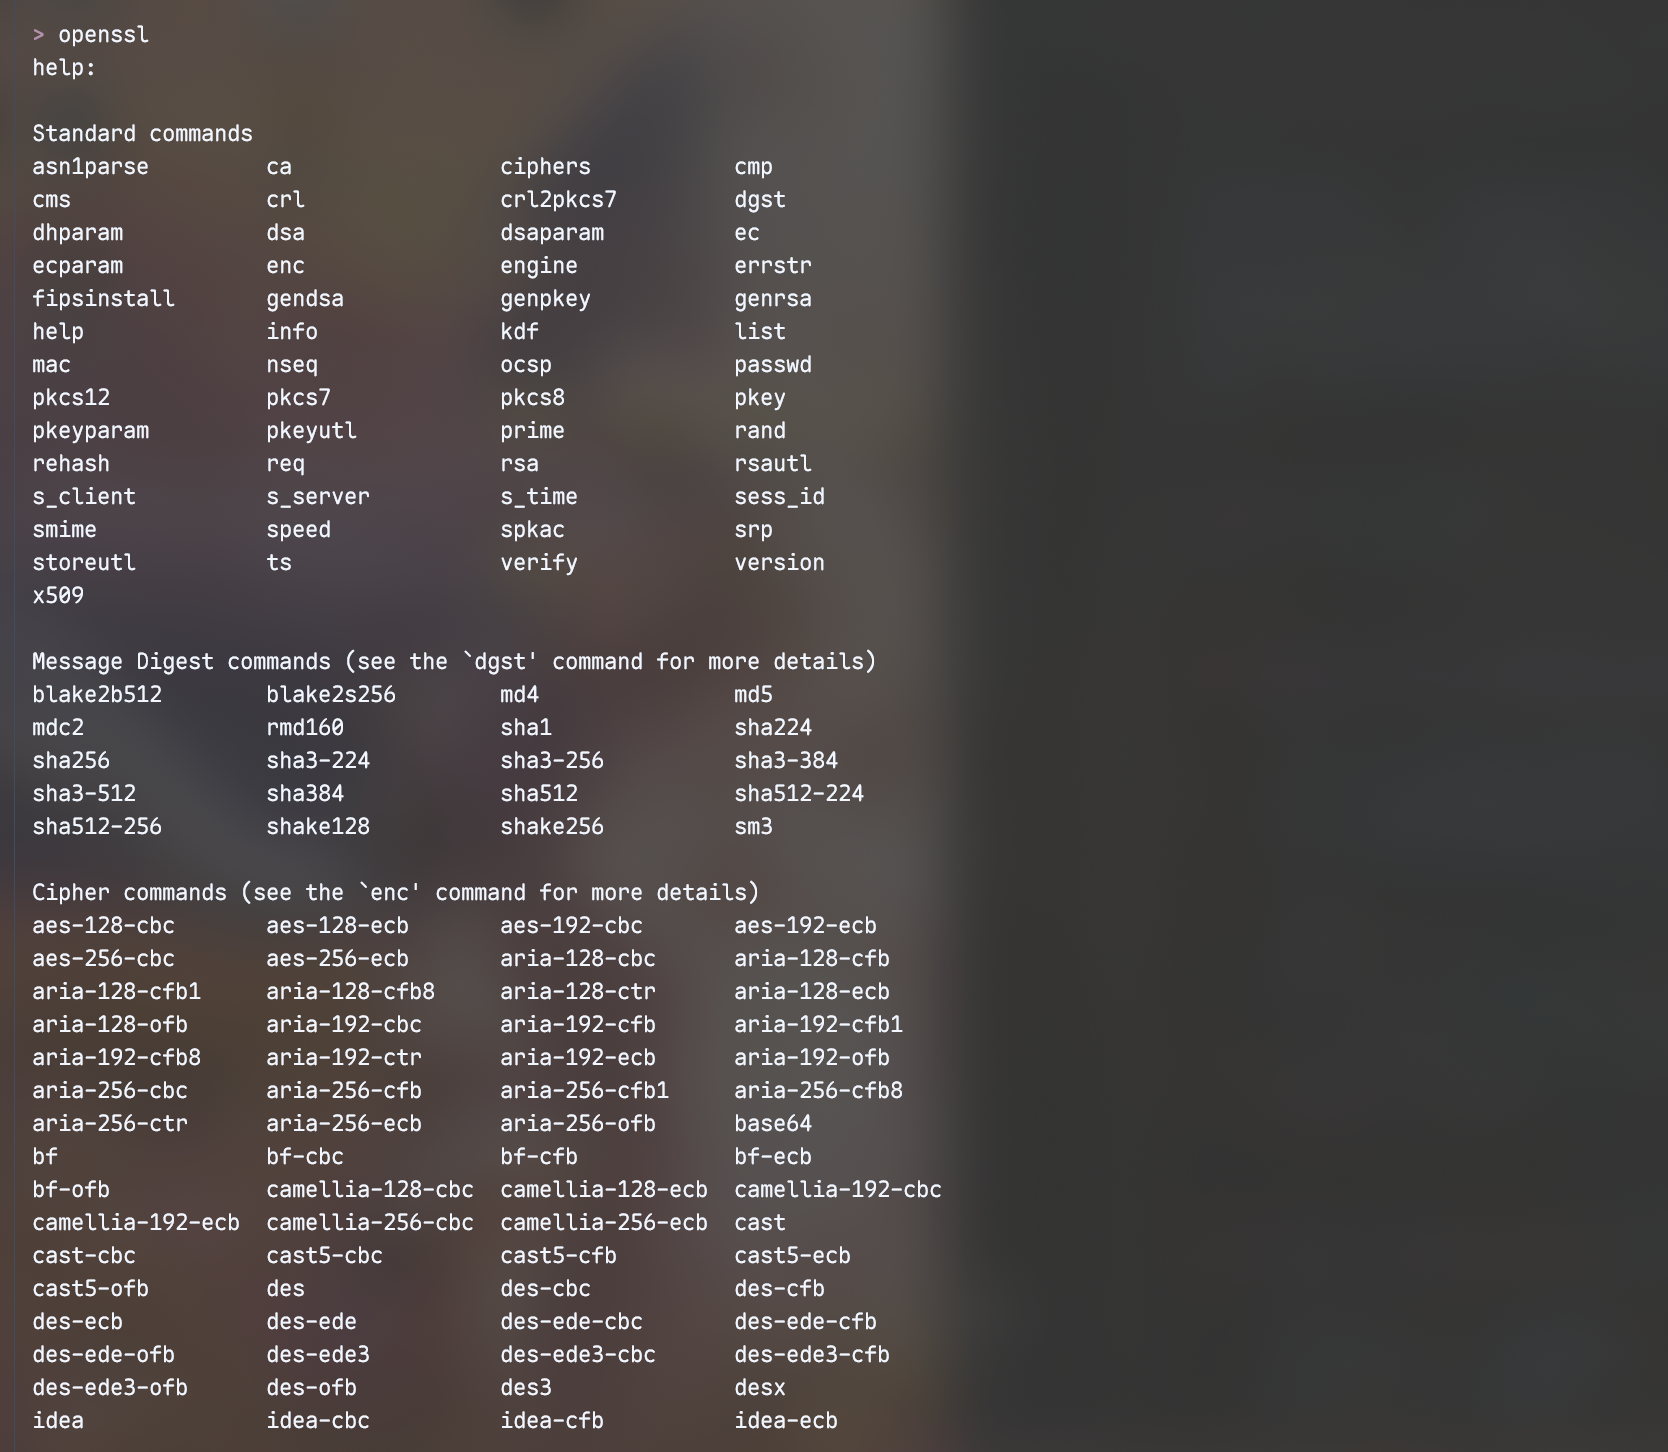 > openssl
help:

Standard commands
asn1parse         ca                ciphers           cmp
cms               crl               crl2pkcs7         dgst
dhparam           dsa               dsaparam          ec
ecparam           enc               engine            errstr
fipsinstall       gendsa            genpkey           genrsa
help              info              kdf               list
mac               nseq              ocsp              passwd
pkcs12            pkcs7             pkcs8             pkey
pkeyparam         pkeyutl           prime             rand
rehash            req               rsa               rsautl
s_client          s_server          s_time            sess_id
smime             speed             spkac             srp
storeutl          ts                verify            version
x509

Message Digest commands (see the `dgst' command for more details)
blake2b512        blake2s256        md4               md5
mdc2              rmd160            sha1              sha224
sha256            sha3-224          sha3-256          sha3-384
sha3-512          sha384            sha512            sha512-224
sha512-256        shake128          shake256          sm3

Cipher commands (see the `enc' command for more details)
aes-128-cbc       aes-128-ecb       aes-192-cbc       aes-192-ecb
aes-256-cbc       aes-256-ecb       aria-128-cbc      aria-128-cfb
aria-128-cfb1     aria-128-cfb8     aria-128-ctr      aria-128-ecb
aria-128-ofb      aria-192-cbc      aria-192-cfb      aria-192-cfb1
aria-192-cfb8     aria-192-ctr      aria-192-ecb      aria-192-ofb
aria-256-cbc      aria-256-cfb      aria-256-cfb1     aria-256-cfb8
aria-256-ctr      aria-256-ecb      aria-256-ofb      base64
bf                bf-cbc            bf-cfb            bf-ecb
bf-ofb            camellia-128-cbc  camellia-128-ecb  camellia-192-cbc
camellia-192-ecb  camellia-256-cbc  camellia-256-ecb  cast
cast-cbc          cast5-cbc         cast5-cfb         cast5-ecb
cast5-ofb         des               des-cbc           des-cfb
des-ecb           des-ede           des-ede-cbc       des-ede-cfb
des-ede-ofb       des-ede3          des-ede3-cbc      des-ede3-cfb
des-ede3-ofb      des-ofb           des3              desx
idea              idea-cbc          idea-cfb          idea-ecb